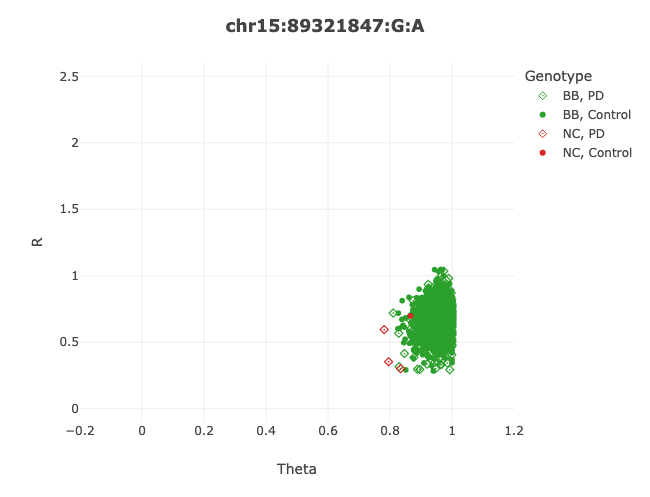 chr15:89321847:G:A
Genotype
BB, PD
BB, Control
NC, PD
NC, Control
2.5
2
1.5
1
0.5
0
R
−0.2 0 0.2 0.4 0.6 0.8 1 1.2
Theta